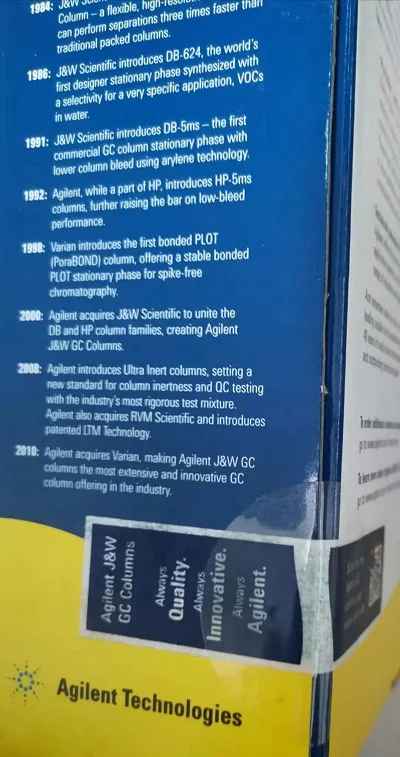 1984: J&W Scien
Column – a flexible, high-resolu
can perform separations three times faster than
traditional packed columns.
1986: J&W Scientific introduces DB-624, the world's
first designer stationary phase synthesized with
a selectivity for a very specific application, VOCs
in water.
1991: J&W Scientific introduces DB-5ms – the first
commercial GC column stationary phase with
lower column bleed using arylene technology.
1992: Agilent, while a part of HP, introduces HP-5ms
columns, further raising the bar on low-bleed
performance.
1998: Varian introduces the first bonded PLOT
(PoraBOND) column, offering a stable bonded
PLOT stationary phase for spike-free
chromatography.
2000: Agilent acquires J&W Scientific to unite the
DB and HP column families, creating Agilent
J&W GC Columns.
2008: Agilent introduces Ultra Inert columns, setting a
new standard for column inertness and QC testing
with the industry's most rigorous test mixture.
Agilent also acquires RVM Scientific and introduces
patented LTM Technology.
2010: Agilent acquires Varian, making Agilent J&W GC
columns the most extensive and innovative GC
column offering in the industry.
Agilent J&W
GC Columns
Always
Quality.
Always
Innovative.
Always
Agilent.
Agilent Technologies